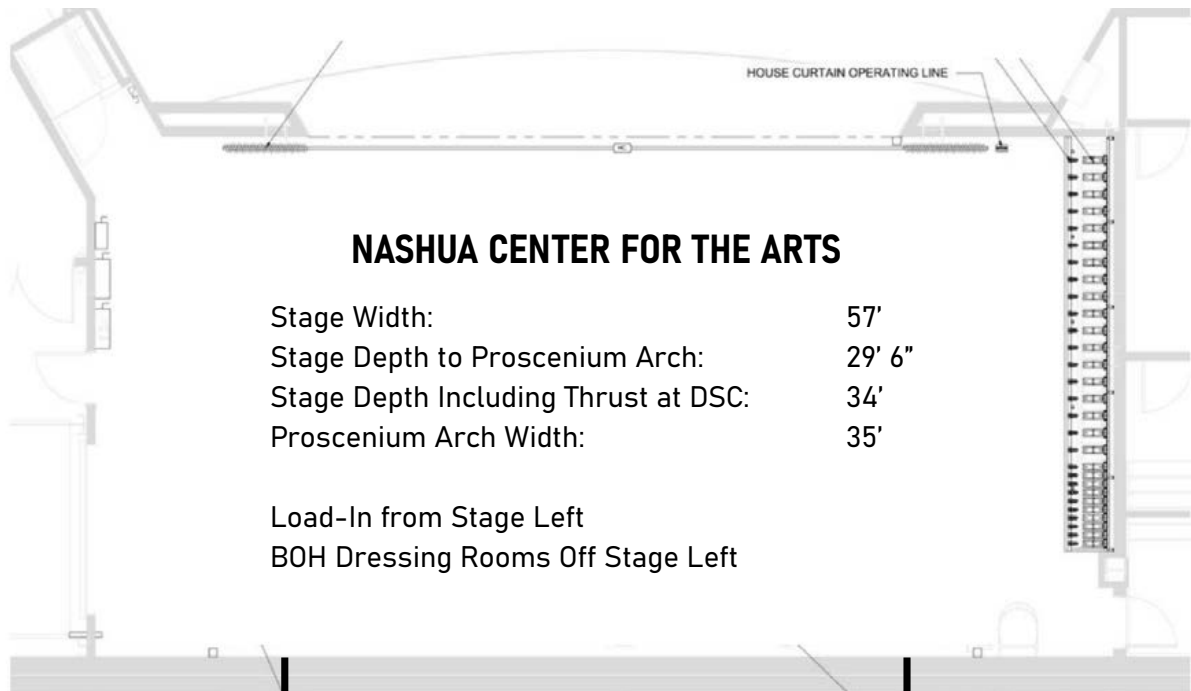 HOUSE CURTAIN OPERATING LINE
NASHUA CENTER FOR THE ARTS
Stage Width: 57’
Stage Depth to Proscenium Arch: 29’ 6”
Stage Depth Including Thrust at DSC: 34’
Proscenium Arch Width: 35’
Load-In from Stage Left
BOH Dressing Rooms Off Stage Left